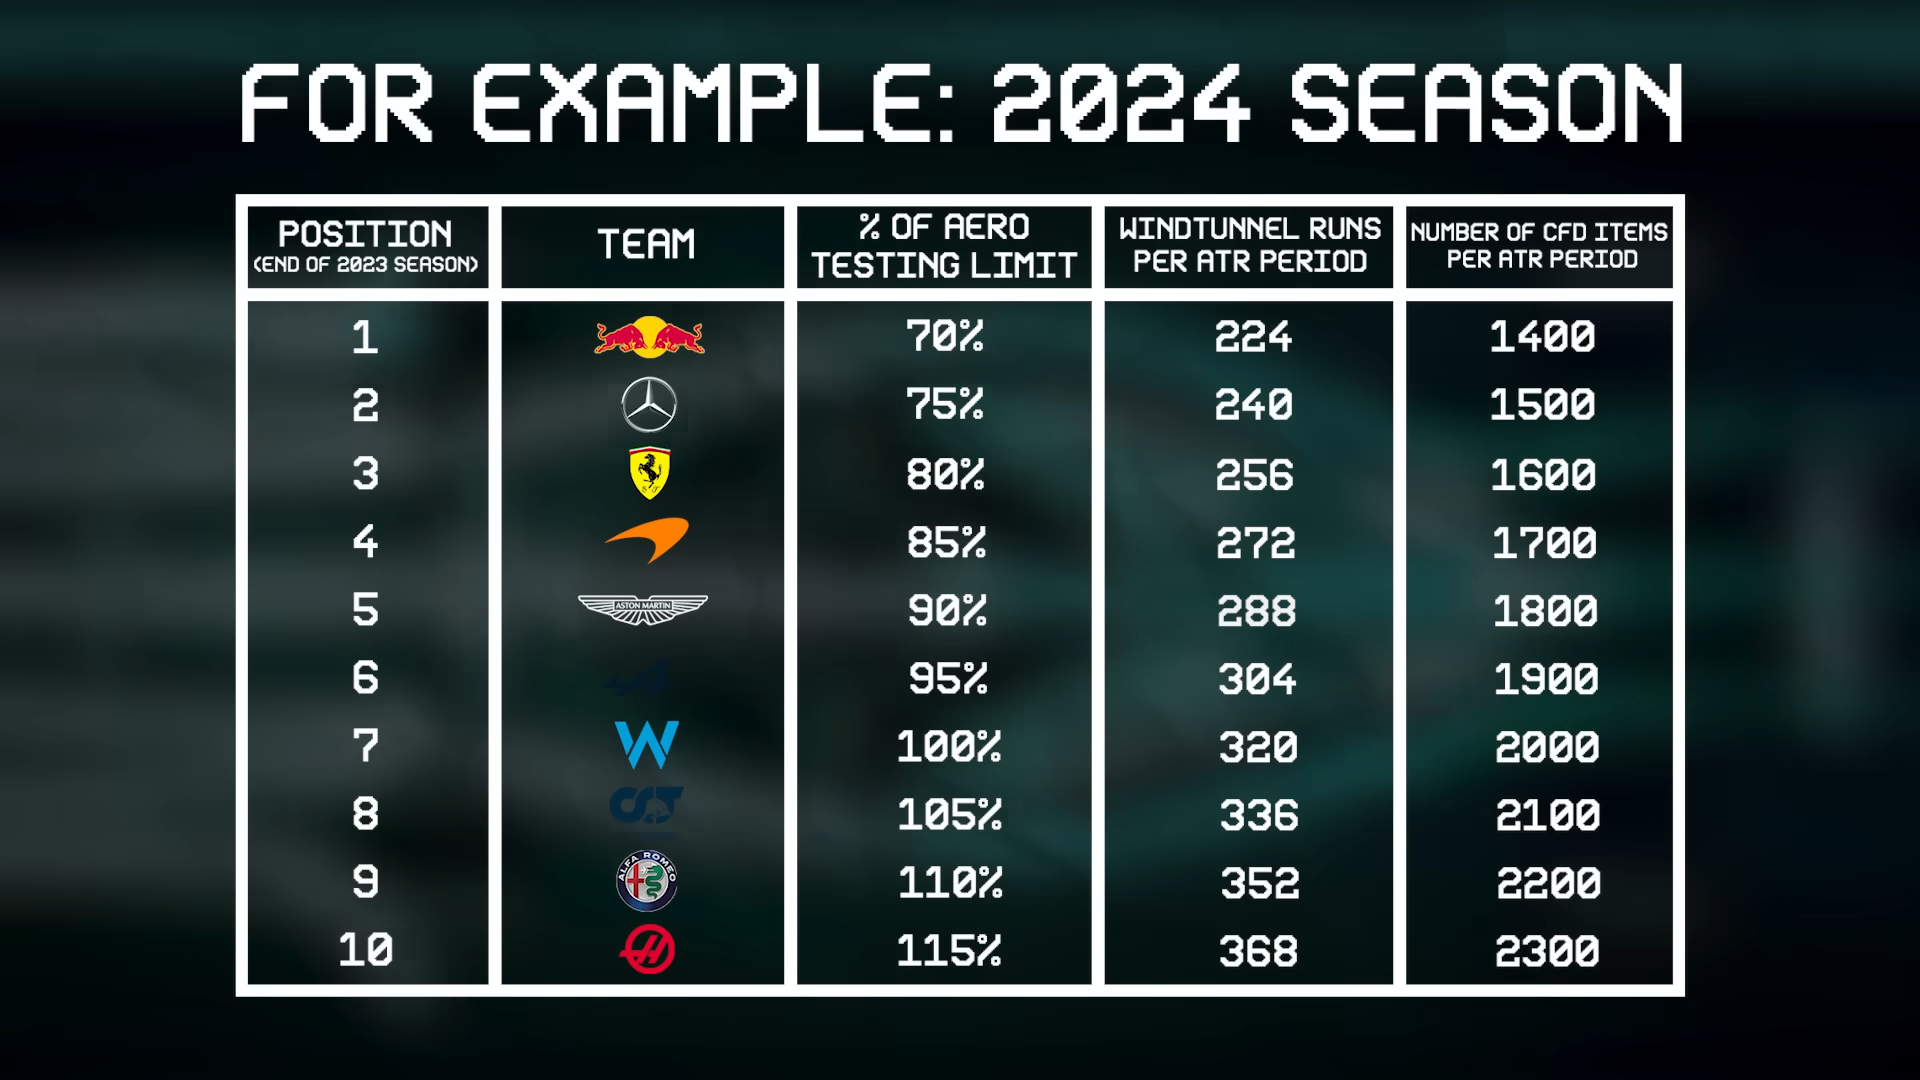 FOR EXAMPLE: 2024 SEASON
POSITION
(END OF 2023 SEASON)
TEAM
% OF AERO
TESTING LIMIT
WINDTUNNEL RUNS
PER ATR PERIOD
NUMBER OF CFD ITEMS
PER ATR PERIOD
1 70% 224 1400
2 75% 240 1500
3 S F 80% 256 1600
4 85% 272 1700
5 ASTON MARTIN 90% 288 1800
6 95% 304 1900
7 W 100% 320 2000
8 105% 336 2100
9 ALFA ROMEO 110% 352 2200
10 H 115% 368 2300